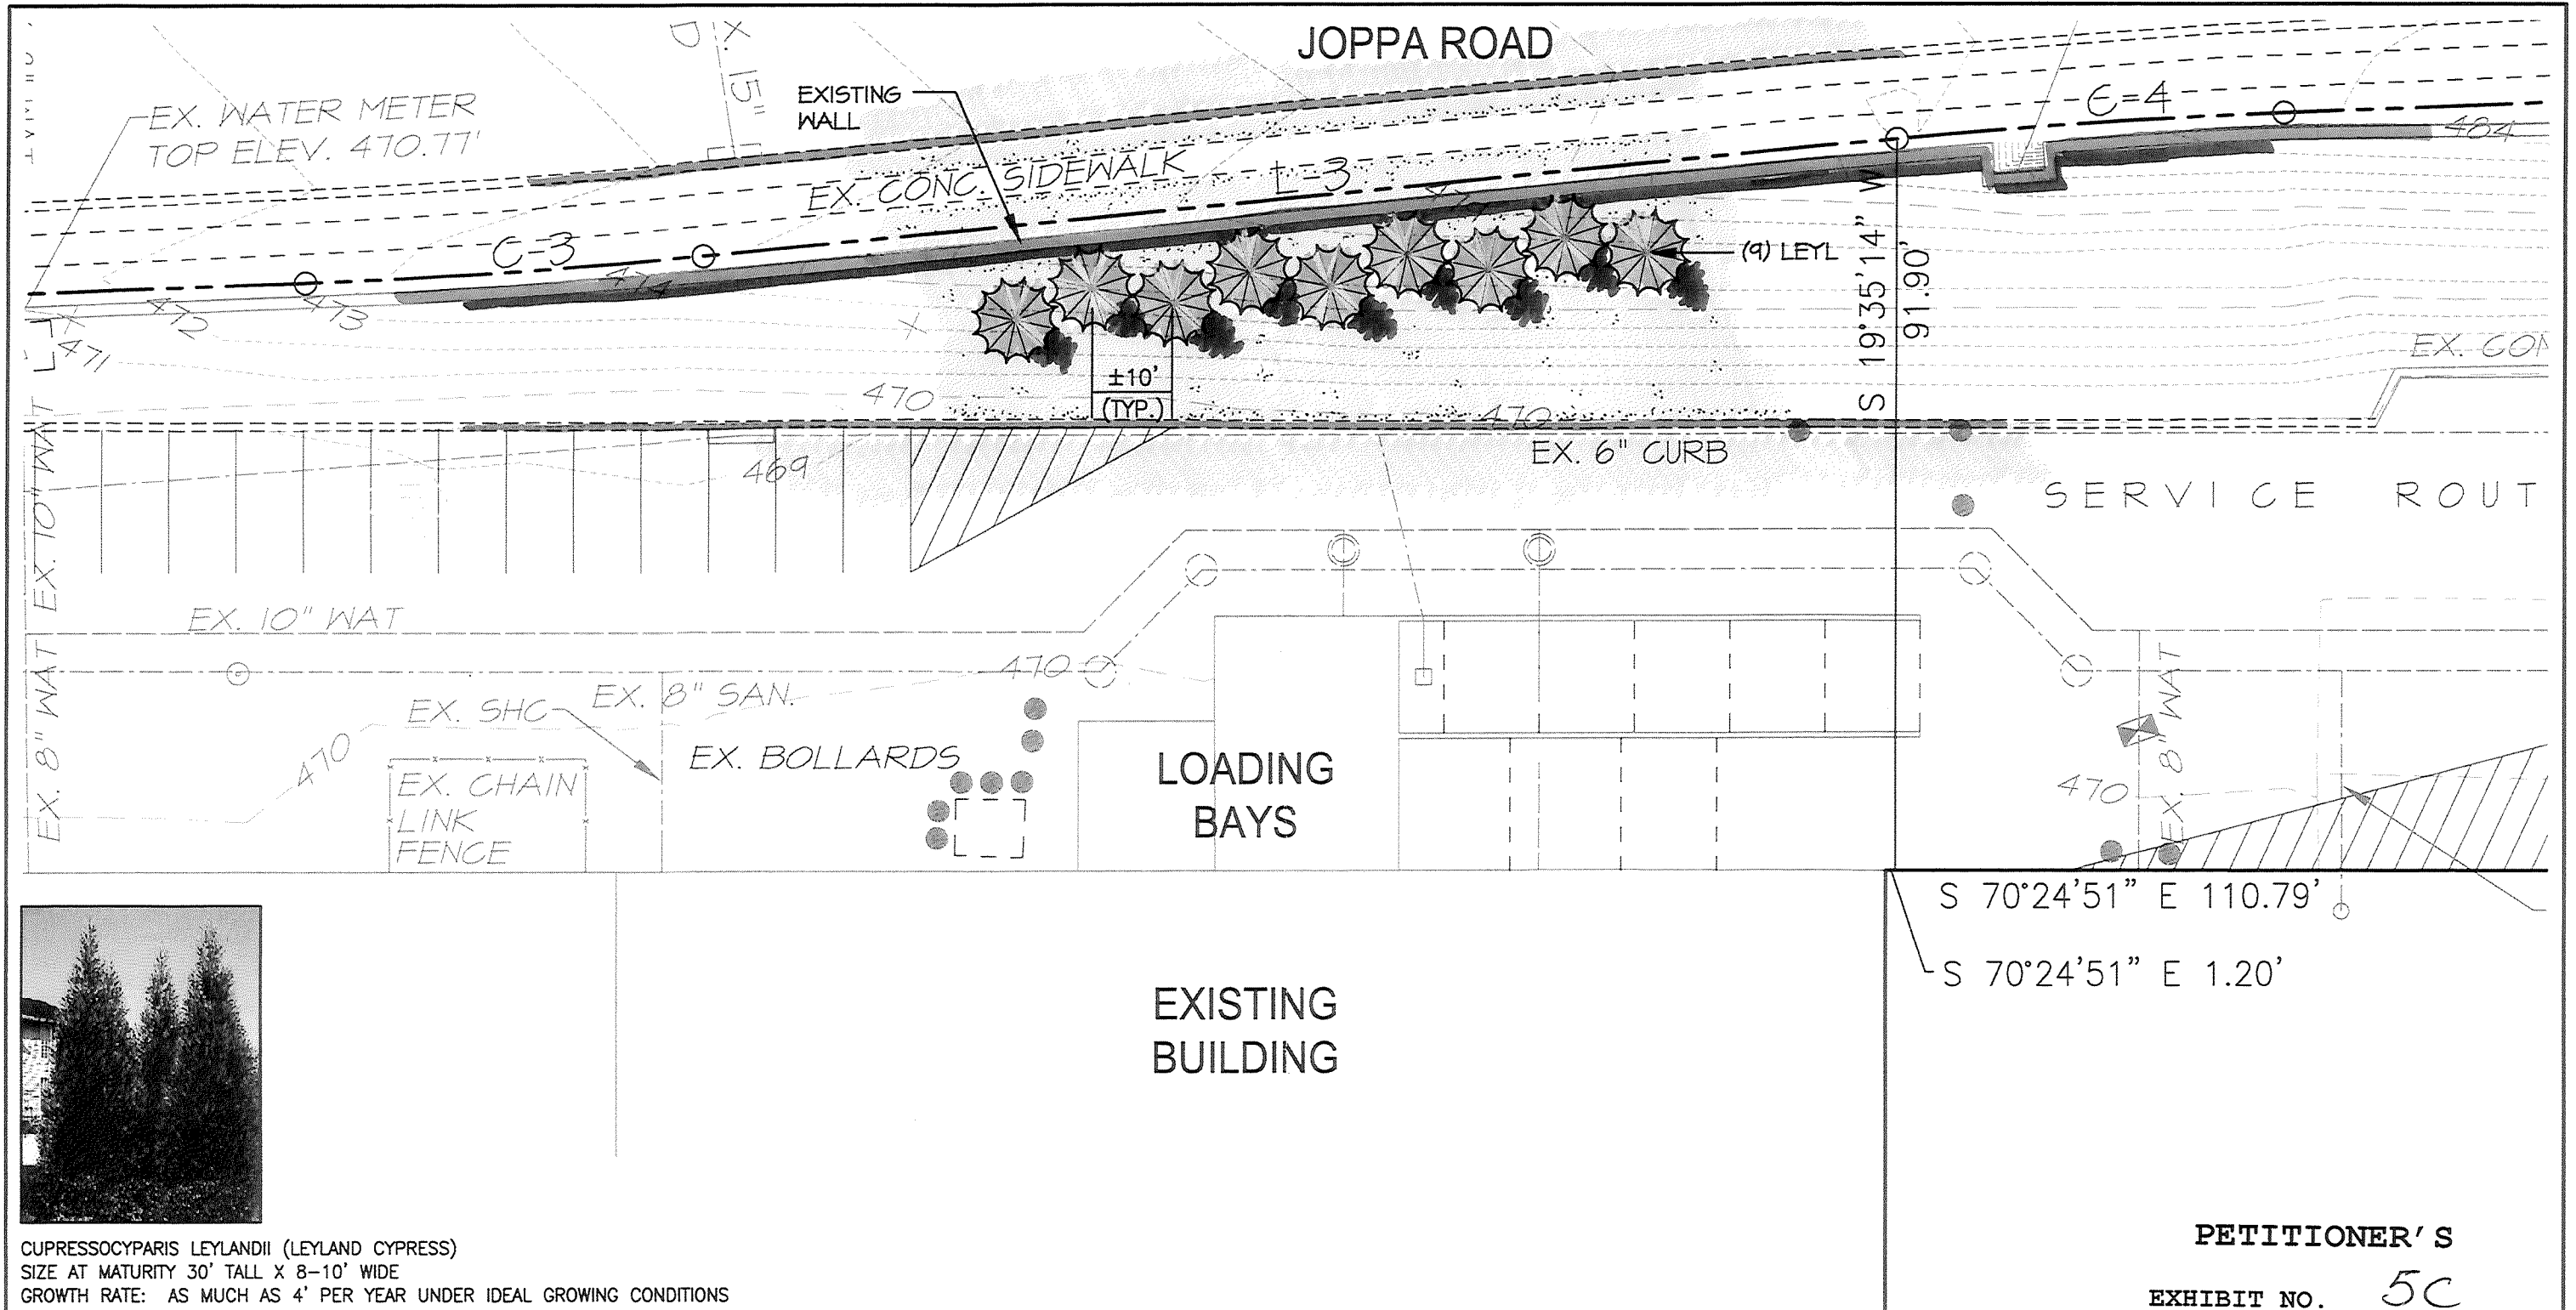 JOPPA ROAD
EX. WATER METER
TOP ELEV. 470.77'
X. 15"
D
EXISTING
WALL
EX. CONC. SIDEWALK
L-3
C-3
C=4
484
474
473
472
471
(9) LEYL
S 19°35'14" W
91.90'
EX. CON
±10'
(TYP.)
470
470
469
EX. 6" CURB
SERVICE ROUT
EX. 10" WAT
EX. 8" WAT
EX. 10" WAT
470
EX. SHC
EX. 8" SAN.
EX. BOLLARDS
470
EX. CHAIN
LINK
FENCE
LOADING
BAYS
EX. 8" WAT
470
S 70°24'51" E 110.79'
S 70°24'51" E 1.20'
EXISTING
BUILDING
CUPRESSOCYPARIS LEYLANDII (LEYLAND CYPRESS)
SIZE AT MATURITY 30' TALL X 8-10' WIDE
GROWTH RATE: AS MUCH AS 4' PER YEAR UNDER IDEAL GROWING CONDITIONS
PETITIONER'S
EXHIBIT NO. 5C